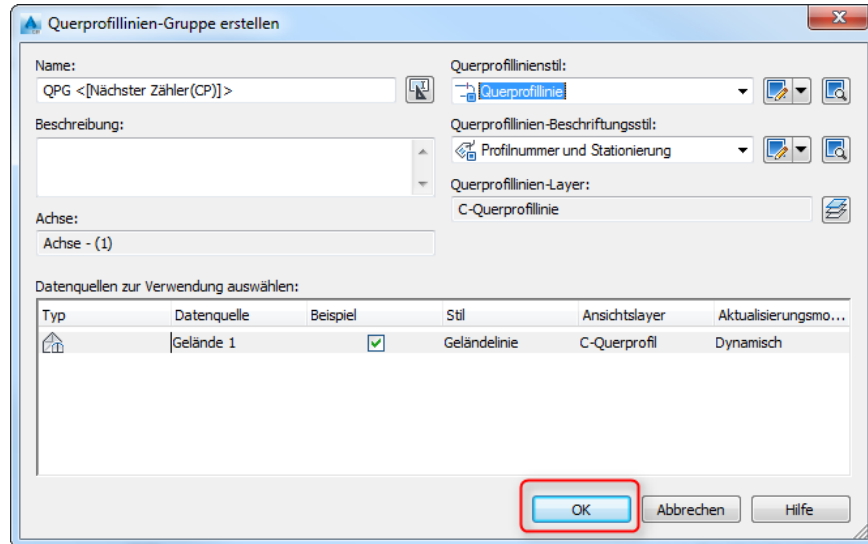 Querprofillinien-Gruppe erstellen
Name:
QPG <[Nächster Zähler(CP)]>
Beschreibung:
Achse:
Achse - (1)
Querprofillinienstil:
Querprofillinie
Querprofillinien-Beschriftungsstil:
Profilnummer und Stationierung
Querprofillinien-Layer:
C-Querprofillinie
Datenquellen zur Verwendung auswählen:
Typ Datenquelle Beispiel Stil Ansichtslayer Aktualisierungsmo...
Gelände 1 Geländelinie C-Querprofil Dynamisch
OK Abbrechen Hilfe